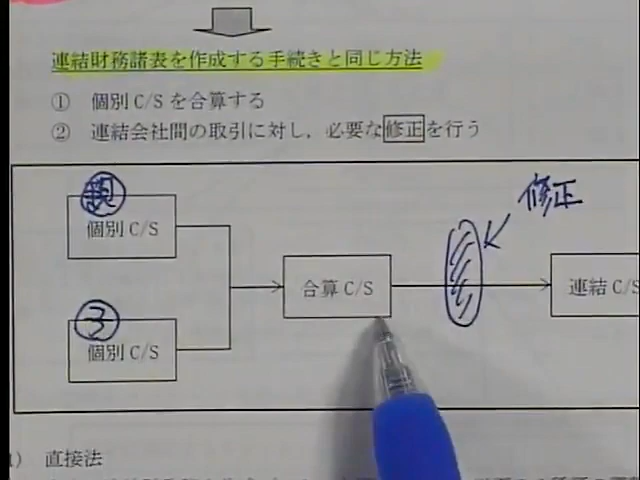 連結財務諸表を作成する手続きと同じ方法
① 個別C/Sを合算する
② 連結会社間の取引に対し,必要な修正を行う
親
個別C/S
修正
合算C/S
連結C/S
子
個別C/S
) 直接法